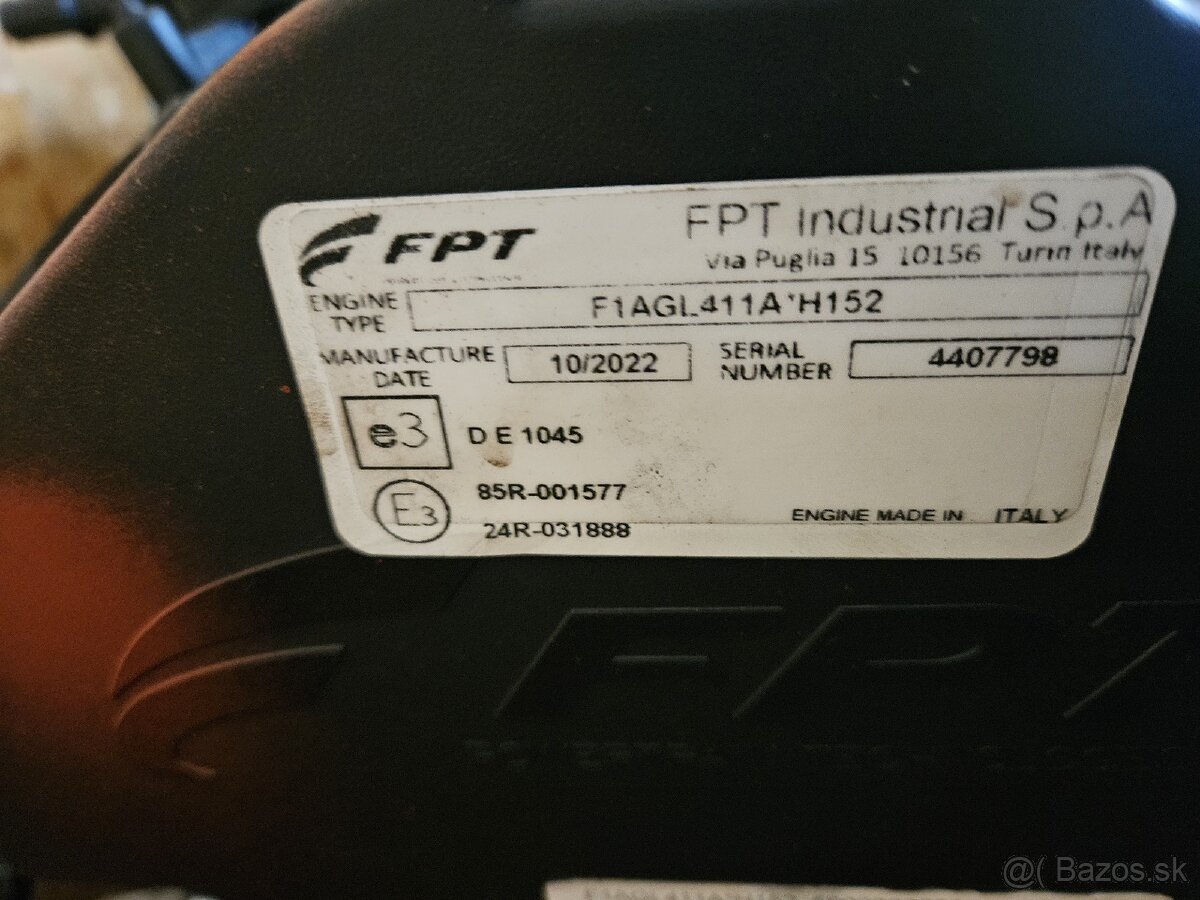 FPT
FPT Industrial S.p.A
Via Puglia 15 10156 Turin Italy
ENGINE TYPE F1AGL411A*H152
MANUFACTURE DATE 10/2022 SERIAL NUMBER 4407798
e3 D E 1045
E3 85R-001577
24R-031888
ENGINE MADE IN ITALY
FPT
@( Bazos.sk